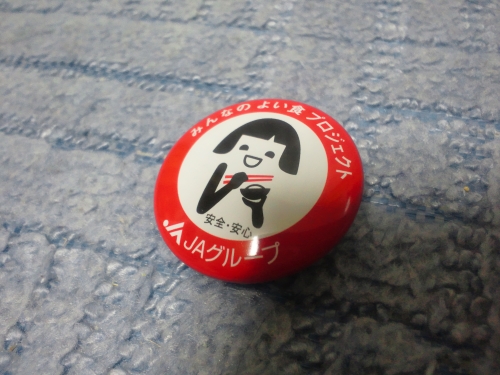 みんなのよい食プロジェクト
安全・安心
JAグループ